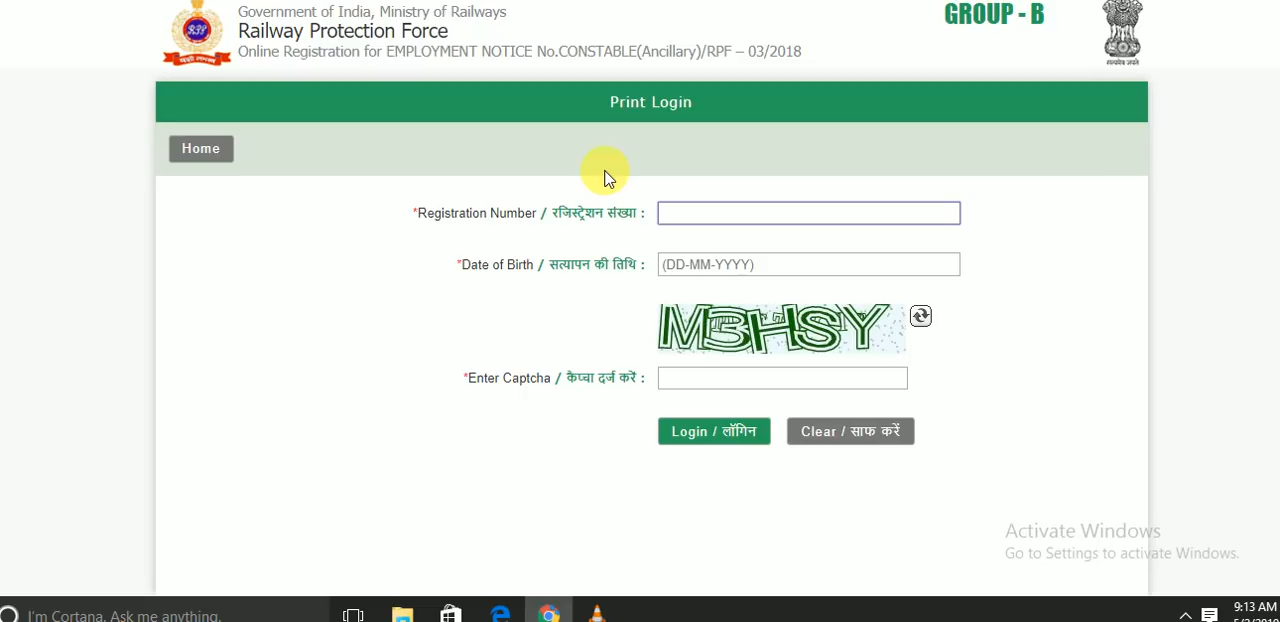 Government of India, Ministry of Railways
Railway Protection Force
Online Registration for EMPLOYMENT NOTICE No.CONSTABLE(Ancillary)/RPF – 03/2018
GROUP - B
सत्यमेव जयते
Print Login
Home
*Registration Number / रजिस्ट्रेशन संख्या :
*Date of Birth / सत्यापन की तिथि :
(DD-MM-YYYY)
M3HSY
*Enter Captcha / कैप्चा दर्ज करें :
Login / लॉगिन
Clear / साफ करें
Activate Windows
Go to Settings to activate Windows.
I'm Cortana. Ask me anything.
9:13 AM